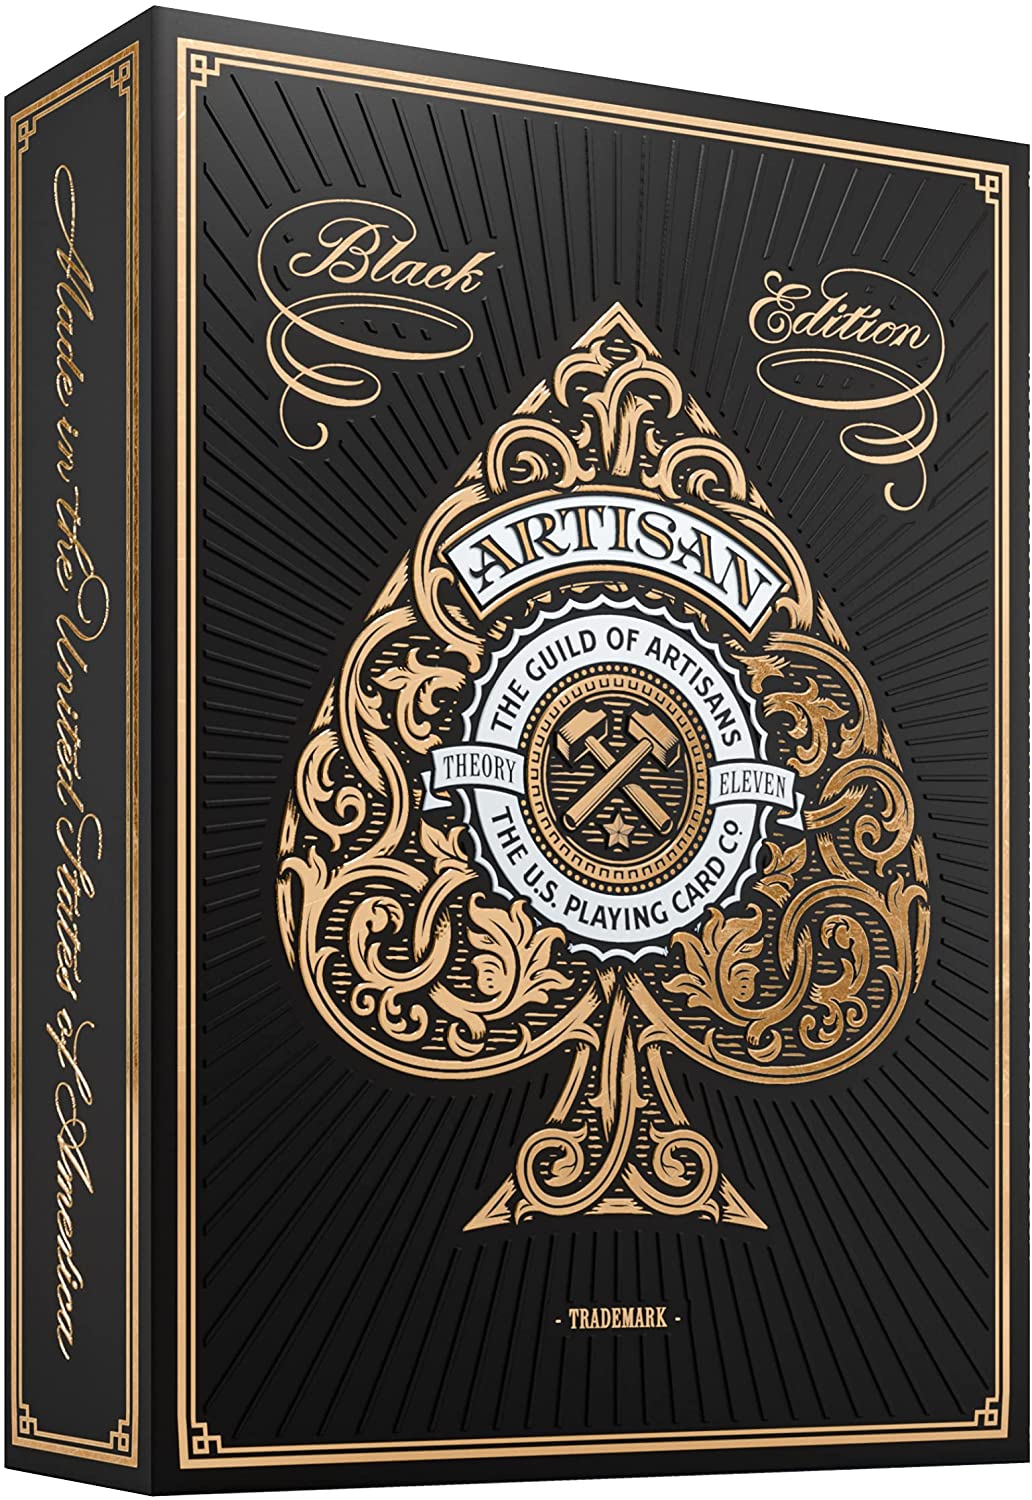 Black
Edition
ARTISAN
THE GUILD OF ARTISANS
THEORY
ELEVEN
THE U.S. PLAYING CARD Cº
- TRADEMARK -
Made in the United States of America